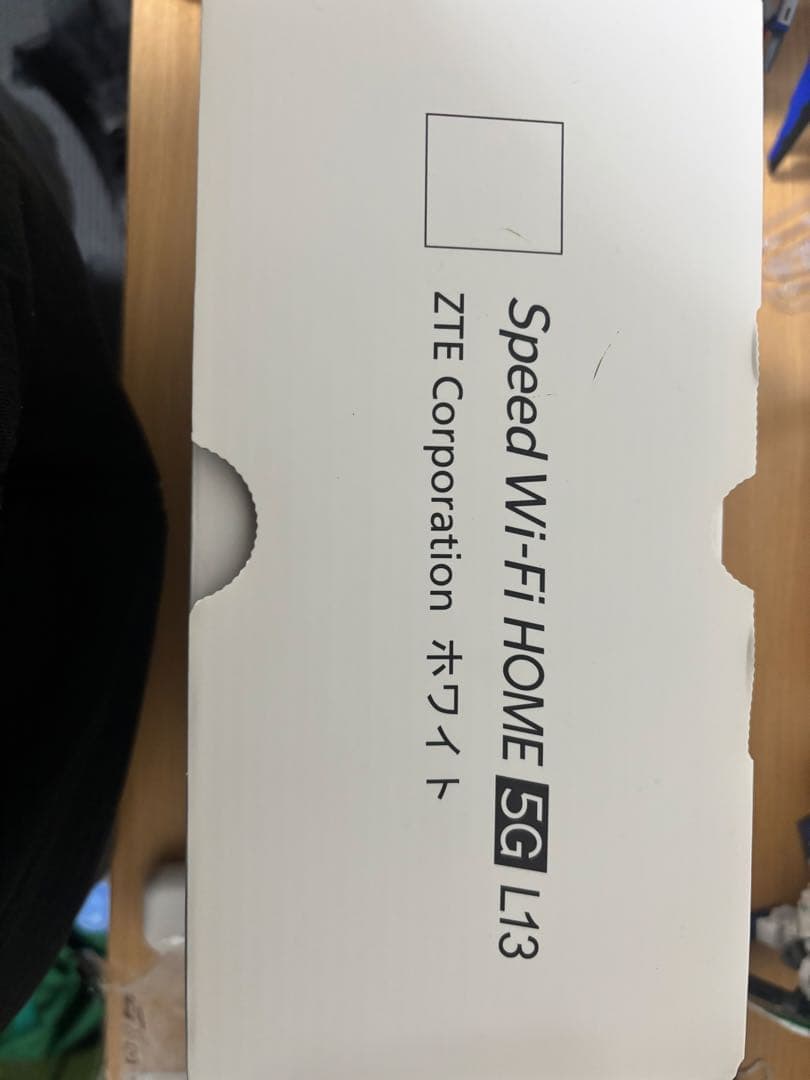 Speed Wi-Fi HOME 5G L13
ZTE Corporation ホワイト